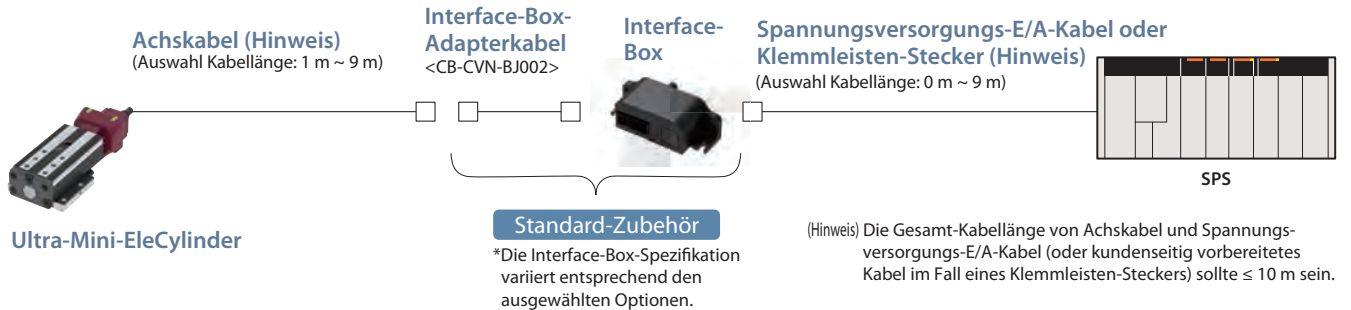 Achskabel (Hinweis)
(Auswahl Kabellänge: 1 m ~ 9 m)
Interface-Box-
Adapterkabel
<CB-CVN-BJ002>
Interface-
Box
Spannungsversorgungs-E/A-Kabel oder
Klemmleisten-Stecker (Hinweis)
(Auswahl Kabellänge: 0 m ~ 9 m)
SPS
Ultra-Mini-EleCylinder
Standard-Zubehör
*Die Interface-Box-Spezifikation
variiert entsprechend den
ausgewählten Optionen.
(Hinweis) Die Gesamt-Kabellänge von Achskabel und Spannungs-
versorgungs-E/A-Kabel (oder kundenseitig vorbereitetes
Kabel im Fall eines Klemmleisten-Steckers) sollte ≤ 10 m sein.